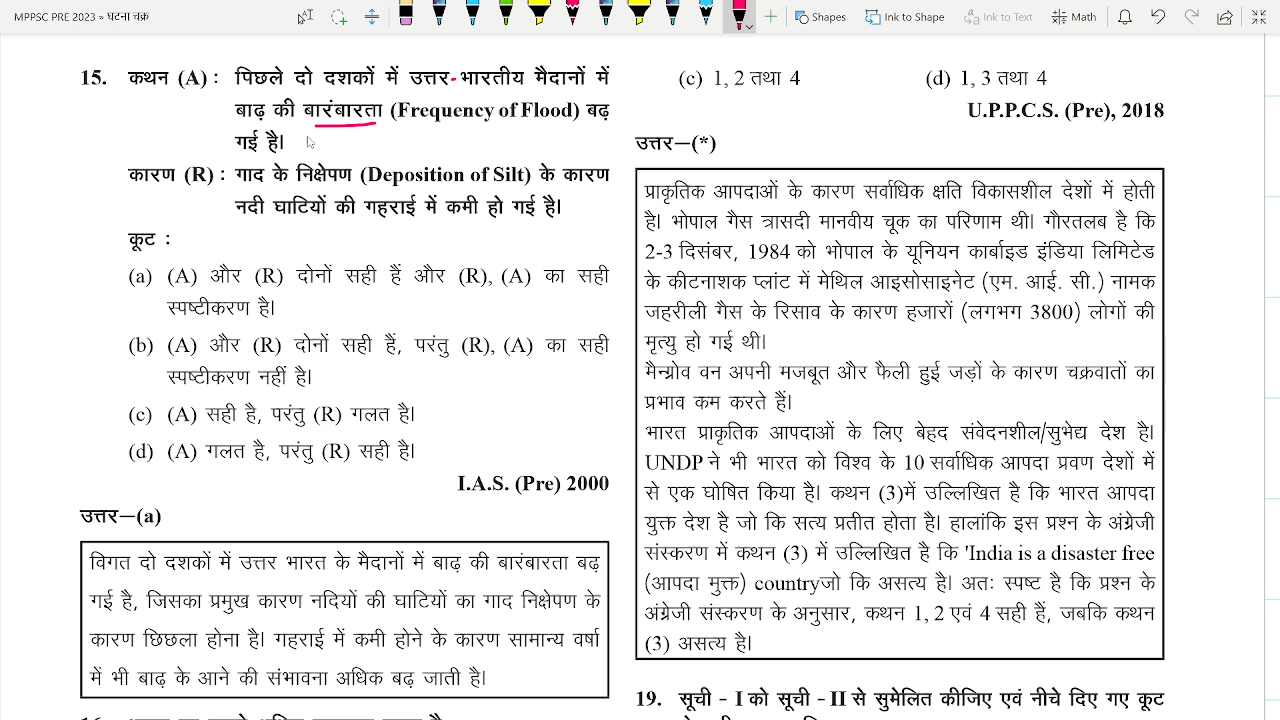 MPPSC PRE 2023 » घटना चक्र
Shapes
Ink to Shape
Ink to Text
Math
15. कथन (A) : पिछले दो दशकों में उत्तर-भारतीय मैदानों में
बाढ़ की बारंबारता (Frequency of Flood) बढ़
गई है।
कारण (R) : गाद के निक्षेपण (Deposition of Silt) के कारण
नदी घाटियों की गहराई में कमी हो गई है।
कूट :
(a) (A) और (R) दोनों सही हैं और (R), (A) का सही
स्पष्टीकरण है।
(b) (A) और (R) दोनों सही हैं, परंतु (R), (A) का सही
स्पष्टीकरण नहीं है।
(c) (A) सही है, परंतु (R) गलत है।
(d) (A) गलत है, परंतु (R) सही है।
I.A.S. (Pre) 2000
उत्तर—(a)
विगत दो दशकों में उत्तर भारत के मैदानों में बाढ़ की बारंबारता बढ़
गई है, जिसका प्रमुख कारण नदियों की घाटियों का गाद निक्षेपण के
कारण छिछला होना है। गहराई में कमी होने के कारण सामान्य वर्षा
में भी बाढ़ के आने की संभावना अधिक बढ़ जाती है।
(c) 1, 2 तथा 4 (d) 1, 3 तथा 4
U.P.P.C.S. (Pre), 2018
उत्तर—(*)
प्राकृतिक आपदाओं के कारण सर्वाधिक क्षति विकासशील देशों में होती
है। भोपाल गैस त्रासदी मानवीय चूक का परिणाम थी। गौरतलब है कि
2-3 दिसंबर, 1984 को भोपाल के यूनियन कार्बाइड इंडिया लिमिटेड
के कीटनाशक प्लांट में मेथिल आइसोसाइनेट (एम. आई. सी.) नामक
जहरीली गैस के रिसाव के कारण हजारों (लगभग 3800) लोगों की
मृत्यु हो गई थी।
मैन्ग्रोव वन अपनी मजबूत और फैली हुई जड़ों के कारण चक्रवातों का
प्रभाव कम करते हैं।
भारत प्राकृतिक आपदाओं के लिए बेहद संवेदनशील/सुभेद्य देश है।
UNDP ने भी भारत को विश्व के 10 सर्वाधिक आपदा प्रवण देशों में
से एक घोषित किया है। कथन (3)में उल्लिखित है कि भारत आपदा
युक्त देश है जो कि सत्य प्रतीत होता है। हालांकि इस प्रश्न के अंग्रेजी
संस्करण में कथन (3) में उल्लिखित है कि 'India is a disaster free
(आपदा मुक्त) countryजो कि असत्य है। अतः स्पष्ट है कि प्रश्न के
अंग्रेजी संस्करण के अनुसार, कथन 1, 2 एवं 4 सही हैं, जबकि कथन
(3) असत्य है।
19. सूची - I को सूची - II से सुमेलित कीजिए एवं नीचे दिए गए कूट